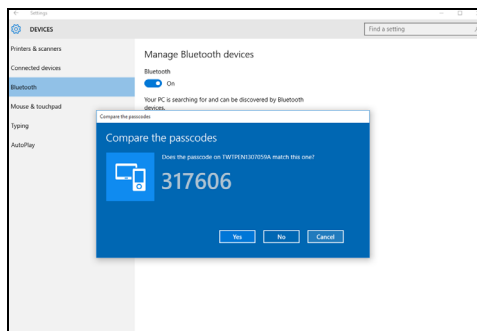 Settings
DEVICES
Find a setting
Printers & scanners
Connected devices
Bluetooth
Mouse & touchpad
Typing
AutoPlay
Manage Bluetooth devices
Bluetooth
On
Your PC is searching for and can be discovered by Bluetooth
devices.
Compare the passcodes
Compare the passcodes
Does the passcode on TWTPEN1307059A match this one?
317606
Yes
No
Cancel